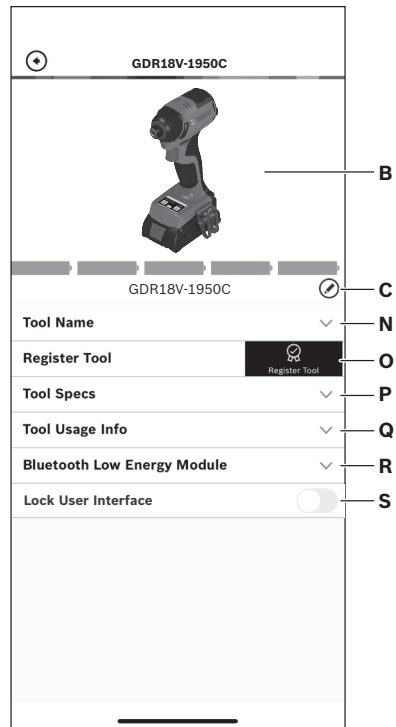 GDR18V-1950C
B
GDR18V-1950C
C
Tool Name
N
Register Tool
Register Tool
O
Tool Specs
P
Tool Usage Info
Q
Bluetooth Low Energy Module
R
Lock User Interface
S